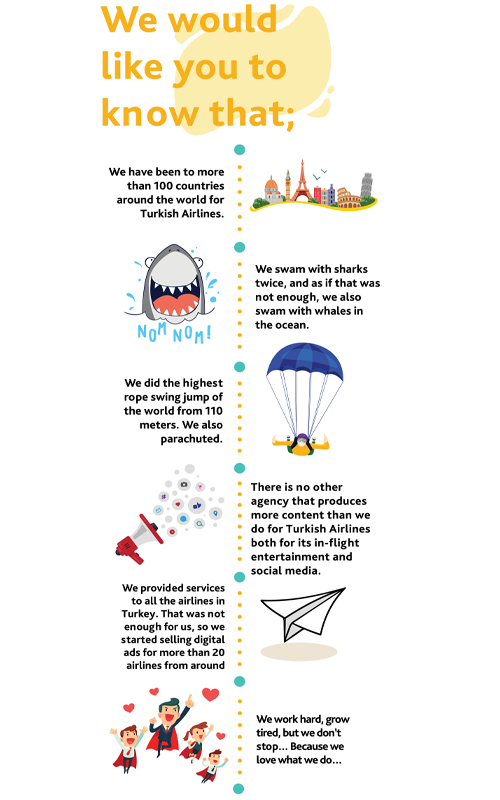 We would
like you to
know that;
We have been to more
than 100 countries
around the world for
Turkish Airlines.
NOM NOM!
We swam with sharks
twice, and as if that was
not enough, we also
swam with whales in
the ocean.
We did the highest
rope swing jump of
the world from 110
meters. We also
parachuted.
There is no other
agency that produces
more content than we
do for Turkish Airlines
both for its in-flight
entertainment and
social media.
We provided services
to all the airlines in
Turkey. That was not
enough for us, so we
started selling digital
ads for more than 20
airlines from around
We work hard, grow
tired, but we don't
stop... Because we
love what we do...